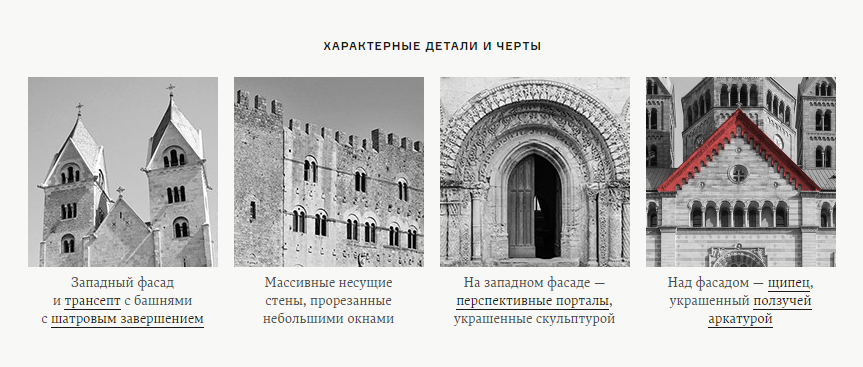 ХАРАКТЕРНЫЕ ДЕТАЛИ И ЧЕРТЫ
Западный фасад
и трансепт с башнями
с шатровым завершением
Массивные несущие
стены, прорезанные
небольшими окнами
На западном фасаде —
перспективные порталы,
украшенные скульптурой
Над фасадом — щипец,
украшенный ползучей
аркатурой